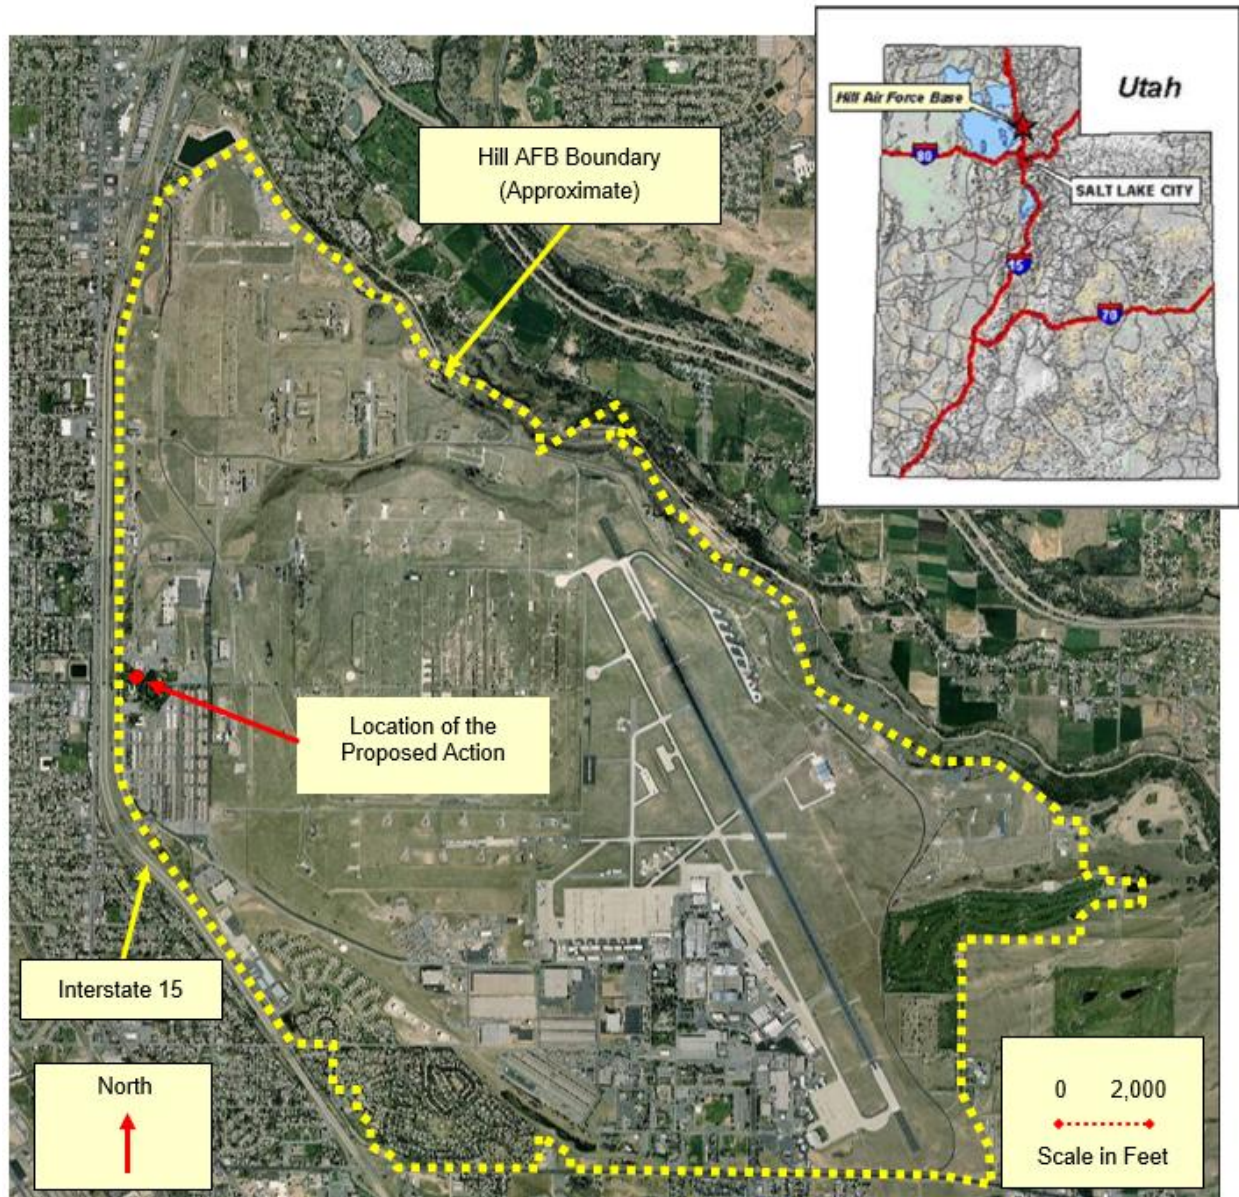 Utah
Hill Air Force Base
80
SALT LAKE CITY
15
70
Hill AFB Boundary
(Approximate)
Location of the
Proposed Action
Interstate 15
North
0 2,000
Scale in Feet